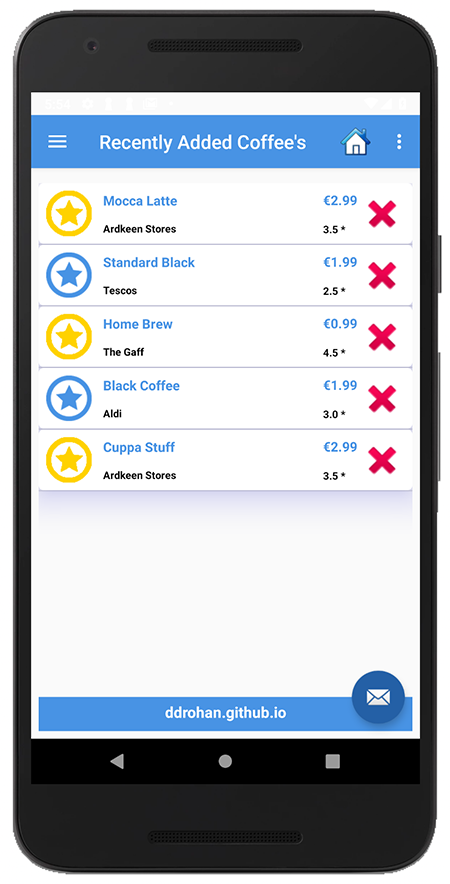 Recently Added Coffee's
Mocca Latte €2.99
Ardkeen Stores 3.5 *
Standard Black €1.99
Tescos 2.5 *
Home Brew €0.99
The Gaff 4.5 *
Black Coffee €1.99
Aldi 3.0 *
Cuppa Stuff €2.99
Ardkeen Stores 3.5 *
ddrohan.github.io